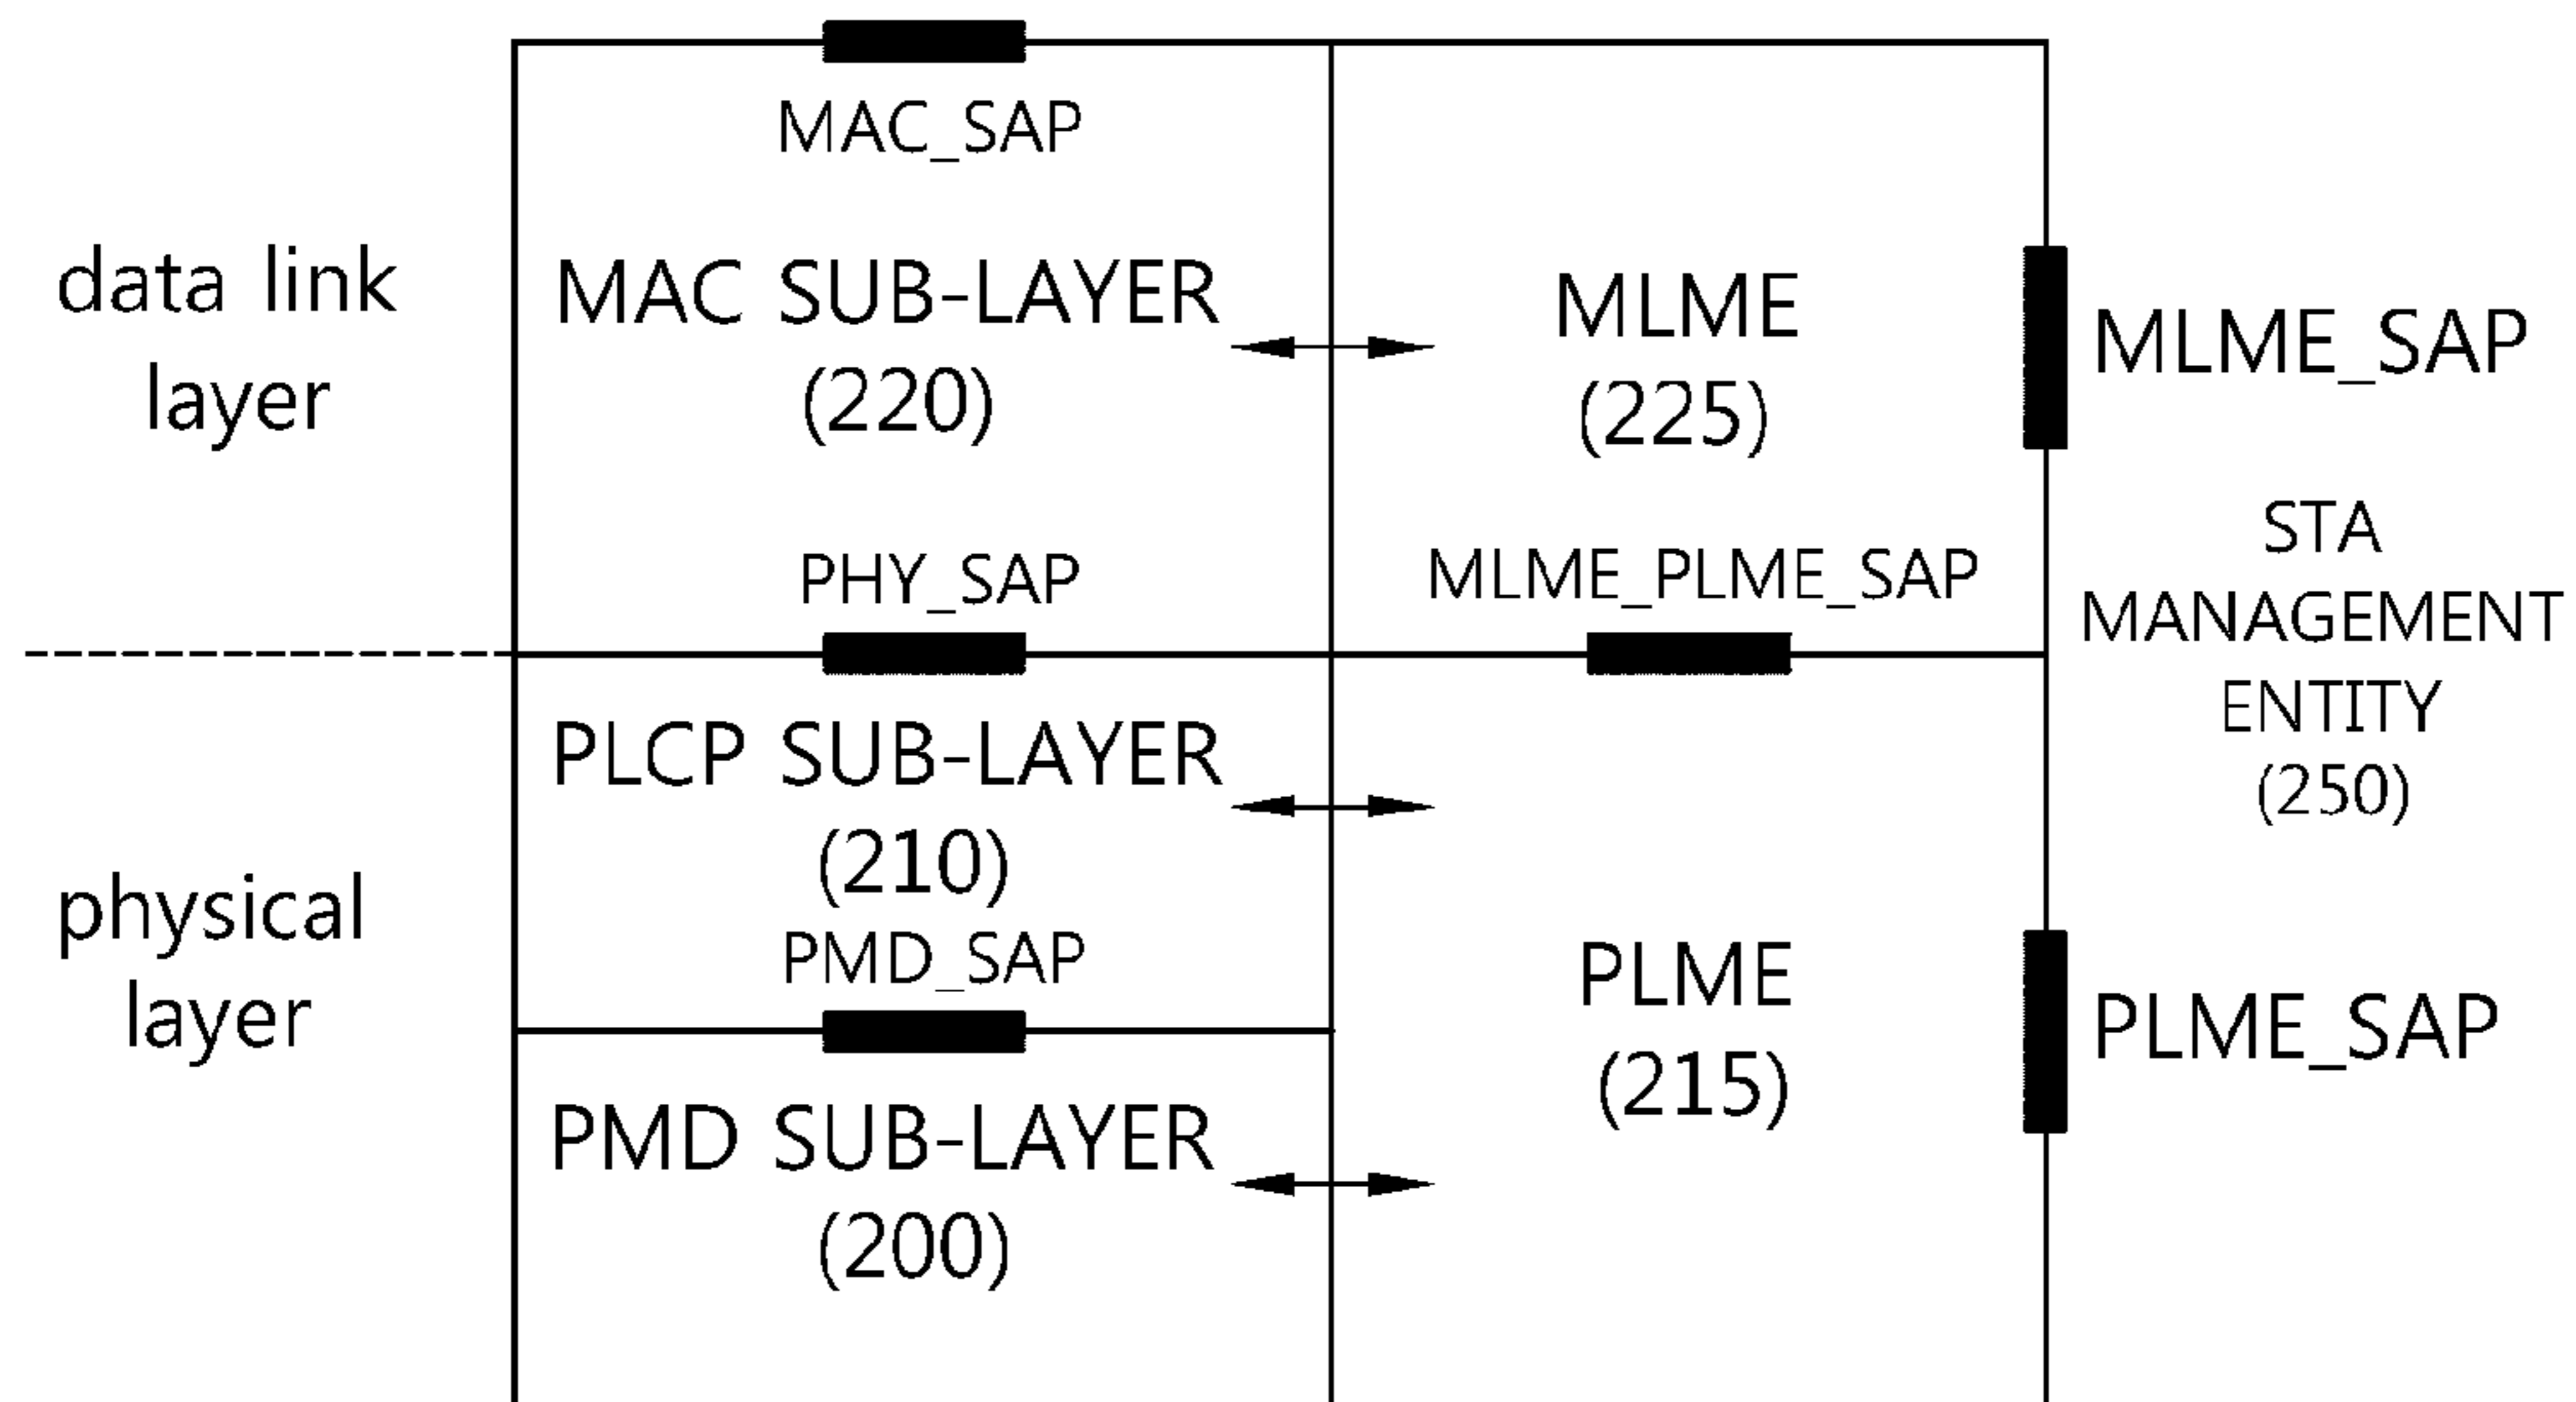 MAC_SAP
data link
layer
MAC SUB-LAYER
(220)
MLME
(225)
MLME_SAP
PHY_SAP
MLME_PLME_SAP
STA
MANAGEMENT
ENTITY
(250)
PLCP SUB-LAYER
(210)
physical
layer
PMD_SAP
PLME
(215)
PLME_SAP
PMD SUB-LAYER
(200)